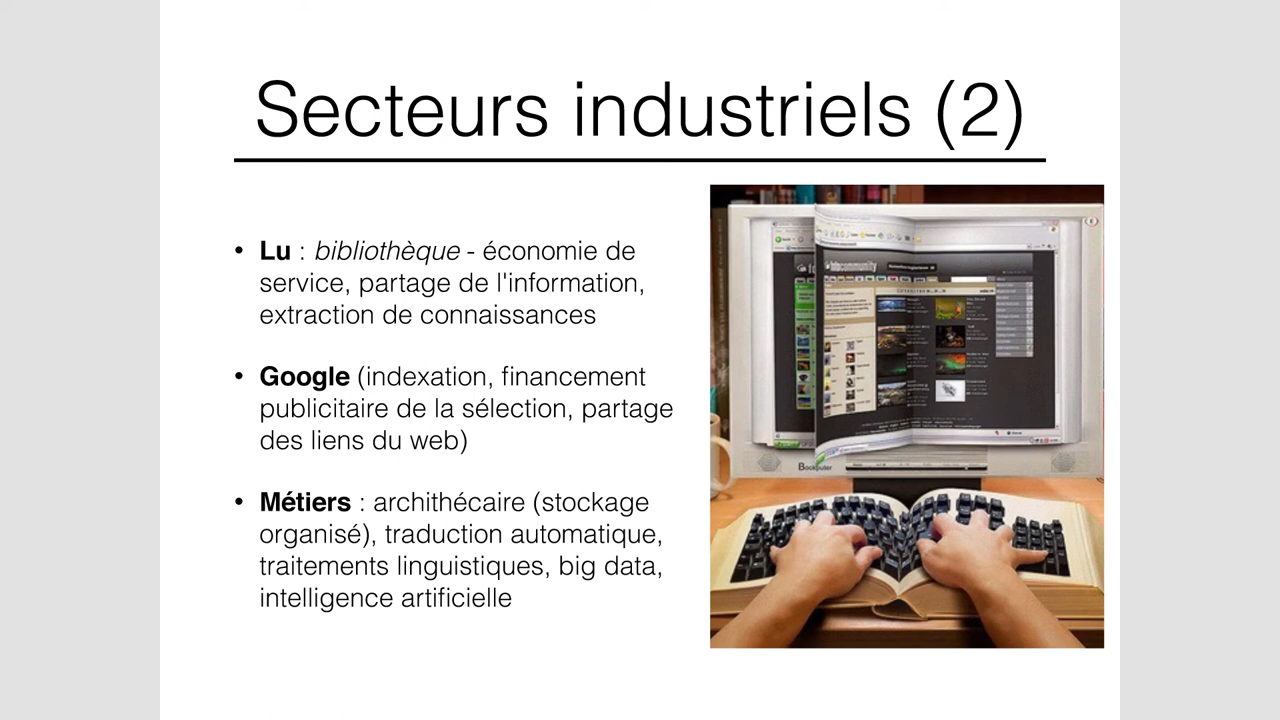 Secteurs industriels (2)
• Lu : bibliothèque - économie de
service, partage de l'information,
extraction de connaissances
• Google (indexation, financement
publicitaire de la sélection, partage
des liens du web)
• Métiers : archithécaire (stockage
organisé), traduction automatique,
traitements linguistiques, big data,
intelligence artificielle
Bookputer